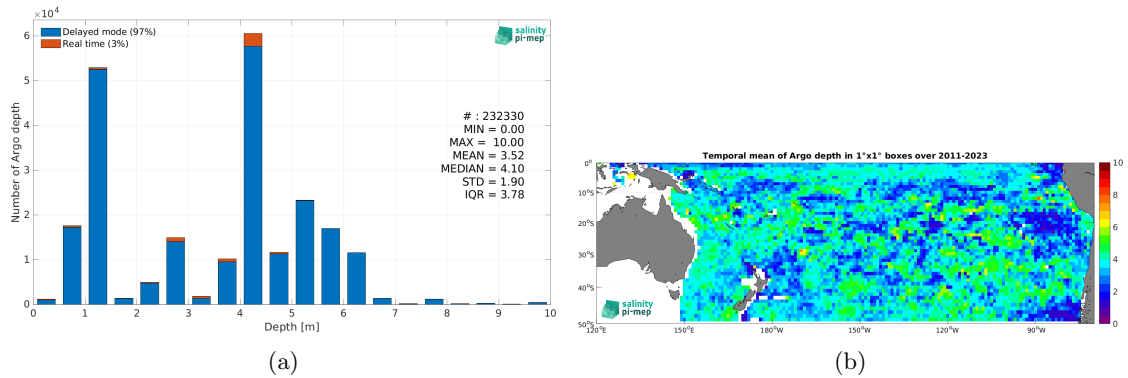 ×10⁴
6
5
4
3
2
1
0
Number of Argo depth
Delayed mode (97%)
Real time (3%)
salinity
pi-mep
# : 232330
MIN = 0.00
MAX = 10.00
MEAN = 3.52
MEDIAN = 4.10
STD = 1.90
IQR = 3.78
0 1 2 3 4 5 6 7 8 9 10
Depth [m]
(a)
Temporal mean of Argo depth in 1°x1° boxes over 2011-2023
0°
10°S
20°S
30°S
40°S
50°S
120°E 150°E 180°W 150°W 120°W 90°W
salinity
pi-mep
10
8
6
4
2
0
(b)